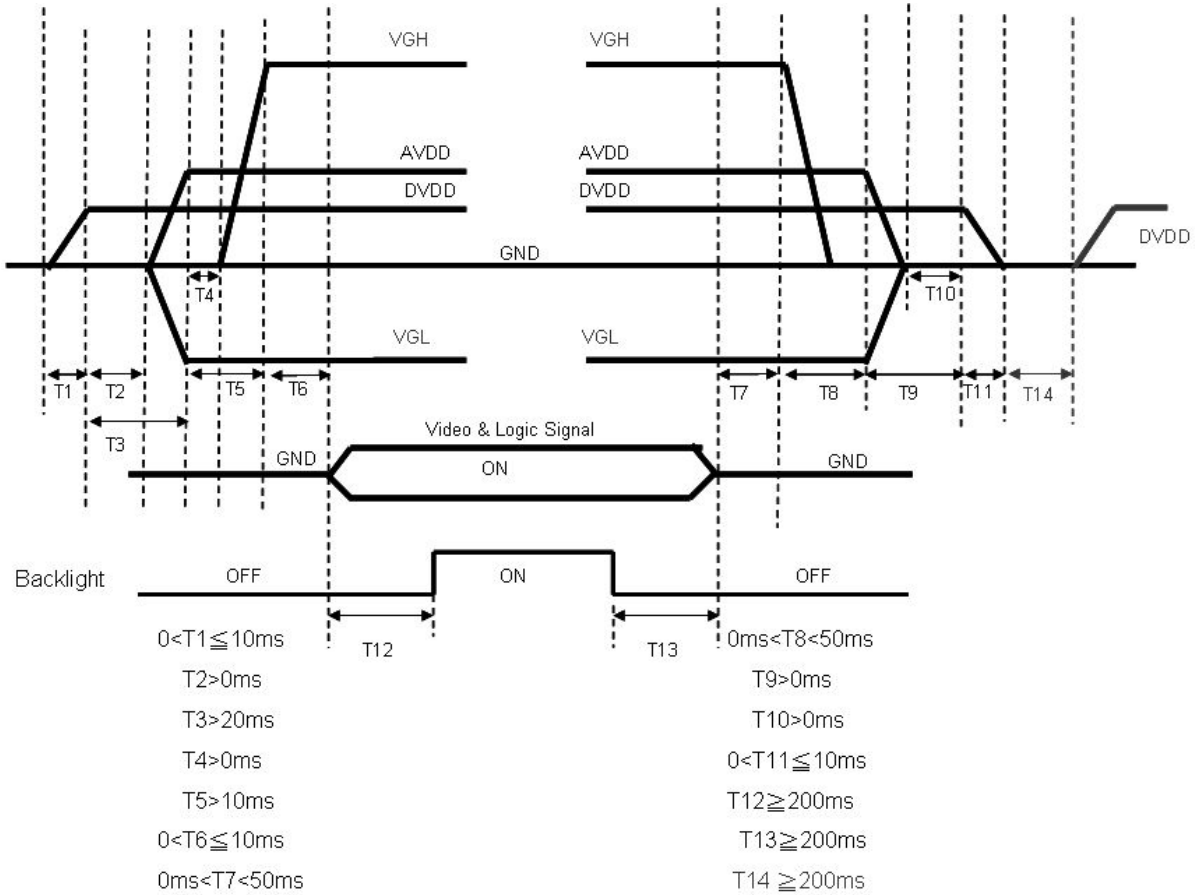 VGH VGH
AVDD AVDD
DVDD DVDD
DVDD
GND
T4 T10
VGL VGL
T1 T2 T5 T6 T7 T8 T9 T11 T14
T3
Video & Logic Signal
GND ON GND
Backlight OFF ON OFF
T12 T13
0<T1≦10ms 0ms<T8<50ms
T2>0ms T9>0ms
T3>20ms T10>0ms
T4>0ms 0<T11≦10ms
T5>10ms T12≧200ms
0<T6≦10ms T13≧200ms
0ms<T7<50ms T14 ≧200ms